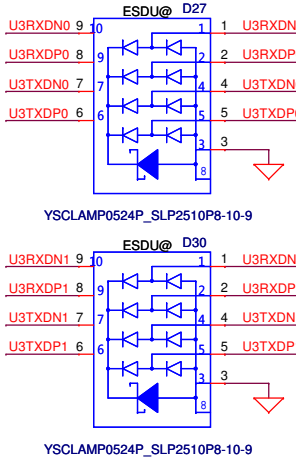 ESDU@ D27
U3RXDN0 9 10 1 1 U3RXDN
U3RXDP0 8 9 2 2 U3RXDP
U3TXDN0 7 7 4 4 U3TXDN
U3TXDP0 6 6 5 5 U3TXDP0
3 3
8
YSCLAMP0524P_SLP2510P8-10-9
ESDU@ D30
U3RXDN1 9 10 1 1 U3RXDN
U3RXDP1 8 9 2 2 U3RXDP
U3TXDN1 7 7 4 4 U3TXDN
U3TXDP1 6 6 5 5 U3TXDP
3 3
8
YSCLAMP0524P_SLP2510P8-10-9